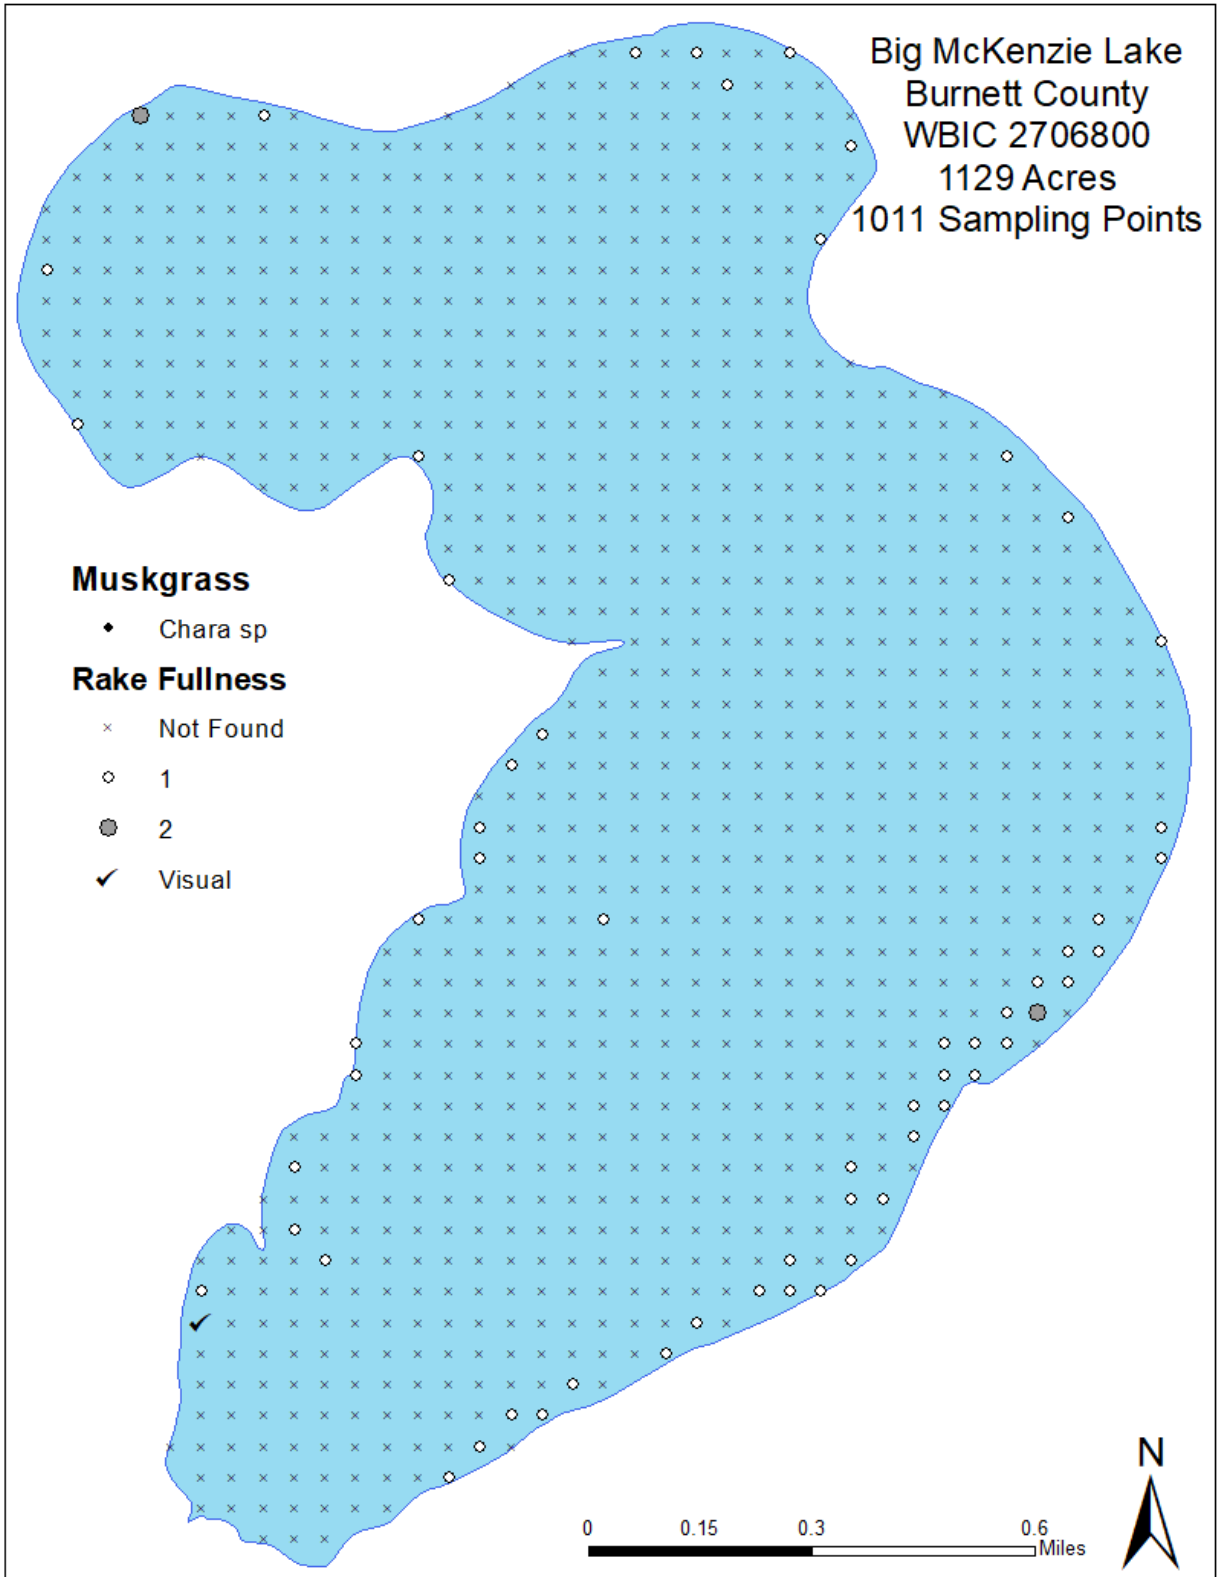 Big McKenzie Lake
Burnett County
WBIC 2706800
1129 Acres
1011 Sampling Points
Muskgrass
Chara sp
Rake Fullness
Not Found
1
2
Visual
N
0 0.15 0.3 0.6
Miles